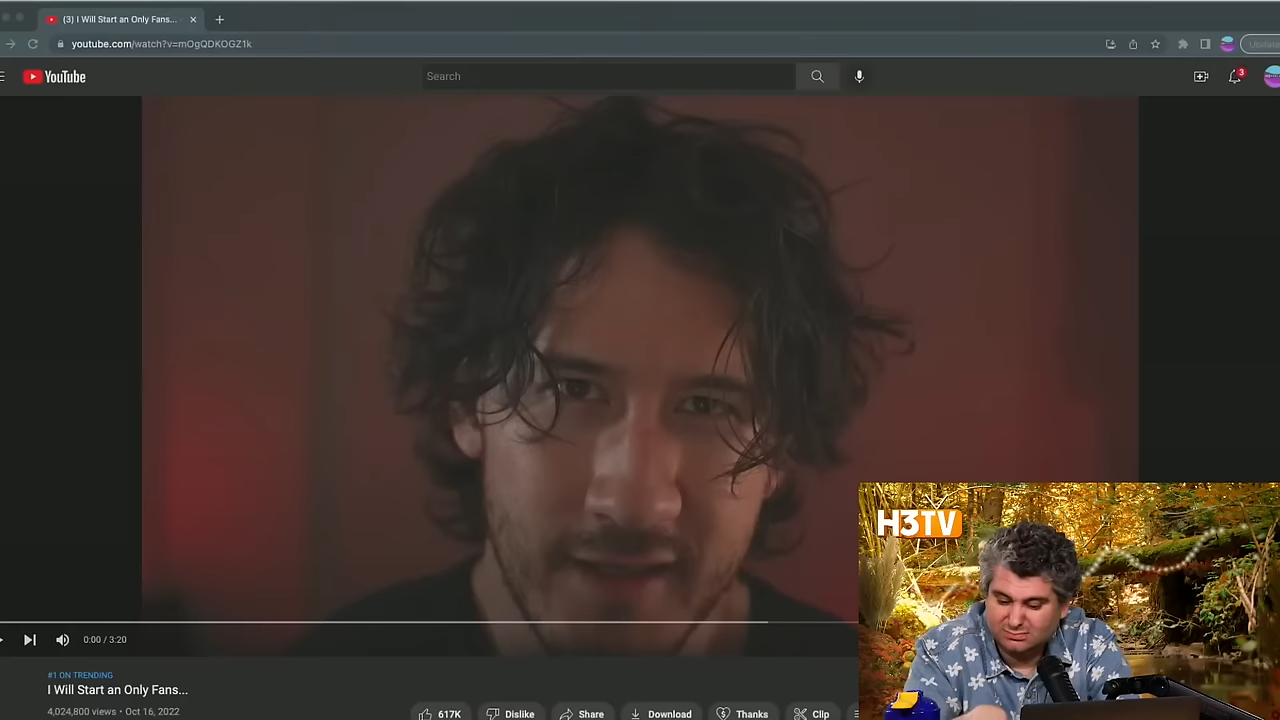 (3) I Will Start an Only Fans...
youtube.com/watch?v=mOgQDKOGZ1k
YouTube
Search
3
H3TV
0:00 / 3:20
#1 ON TRENDING
I Will Start an Only Fans...
4,024,800 views • Oct 16, 2022
617K
Dislike
Share
Download
Thanks
Clip